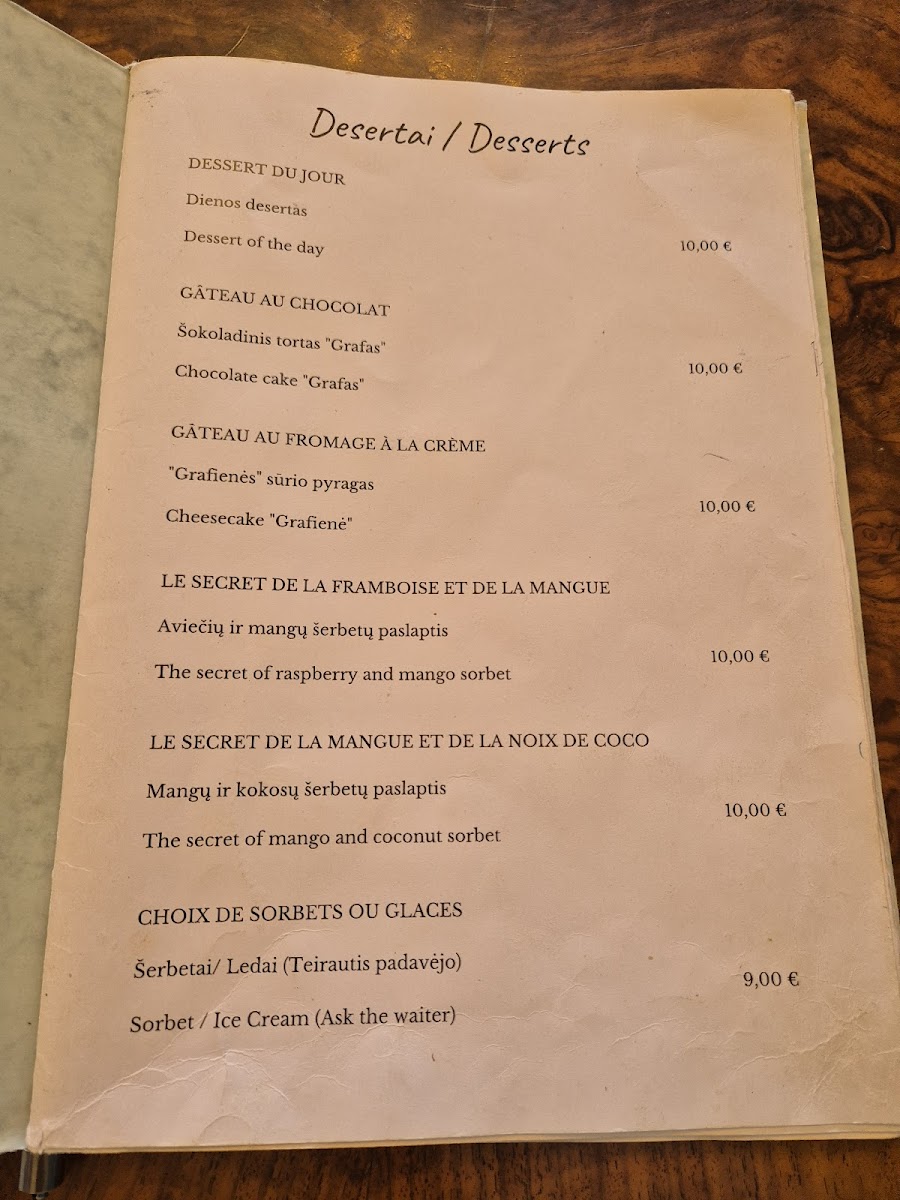 Desertai / Desserts
DESSERT DU JOUR
Dienos desertas
Dessert of the day
10,00 €
GÂTEAU AU CHOCOLAT
Šokoladinis tortas "Grafas"
Chocolate cake "Grafas"
10,00 €
GÂTEAU AU FROMAGE À LA CRÈME
"Grafienės" sūrio pyragas
Cheesecake "Grafienė"
10,00 €
LE SECRET DE LA FRAMBOISE ET DE LA MANGUE
Aviečių ir mangų šerbetų paslaptis
The secret of raspberry and mango sorbet
10,00 €
LE SECRET DE LA MANGUE ET DE LA NOIX DE COCO
Mangų ir kokosų šerbetų paslaptis
The secret of mango and coconut sorbet
10,00 €
CHOIX DE SORBETS OU GLACES
Šerbetai/ Ledai (Teirautis padavėjo)
Sorbet / Ice Cream (Ask the waiter)
9,00 €